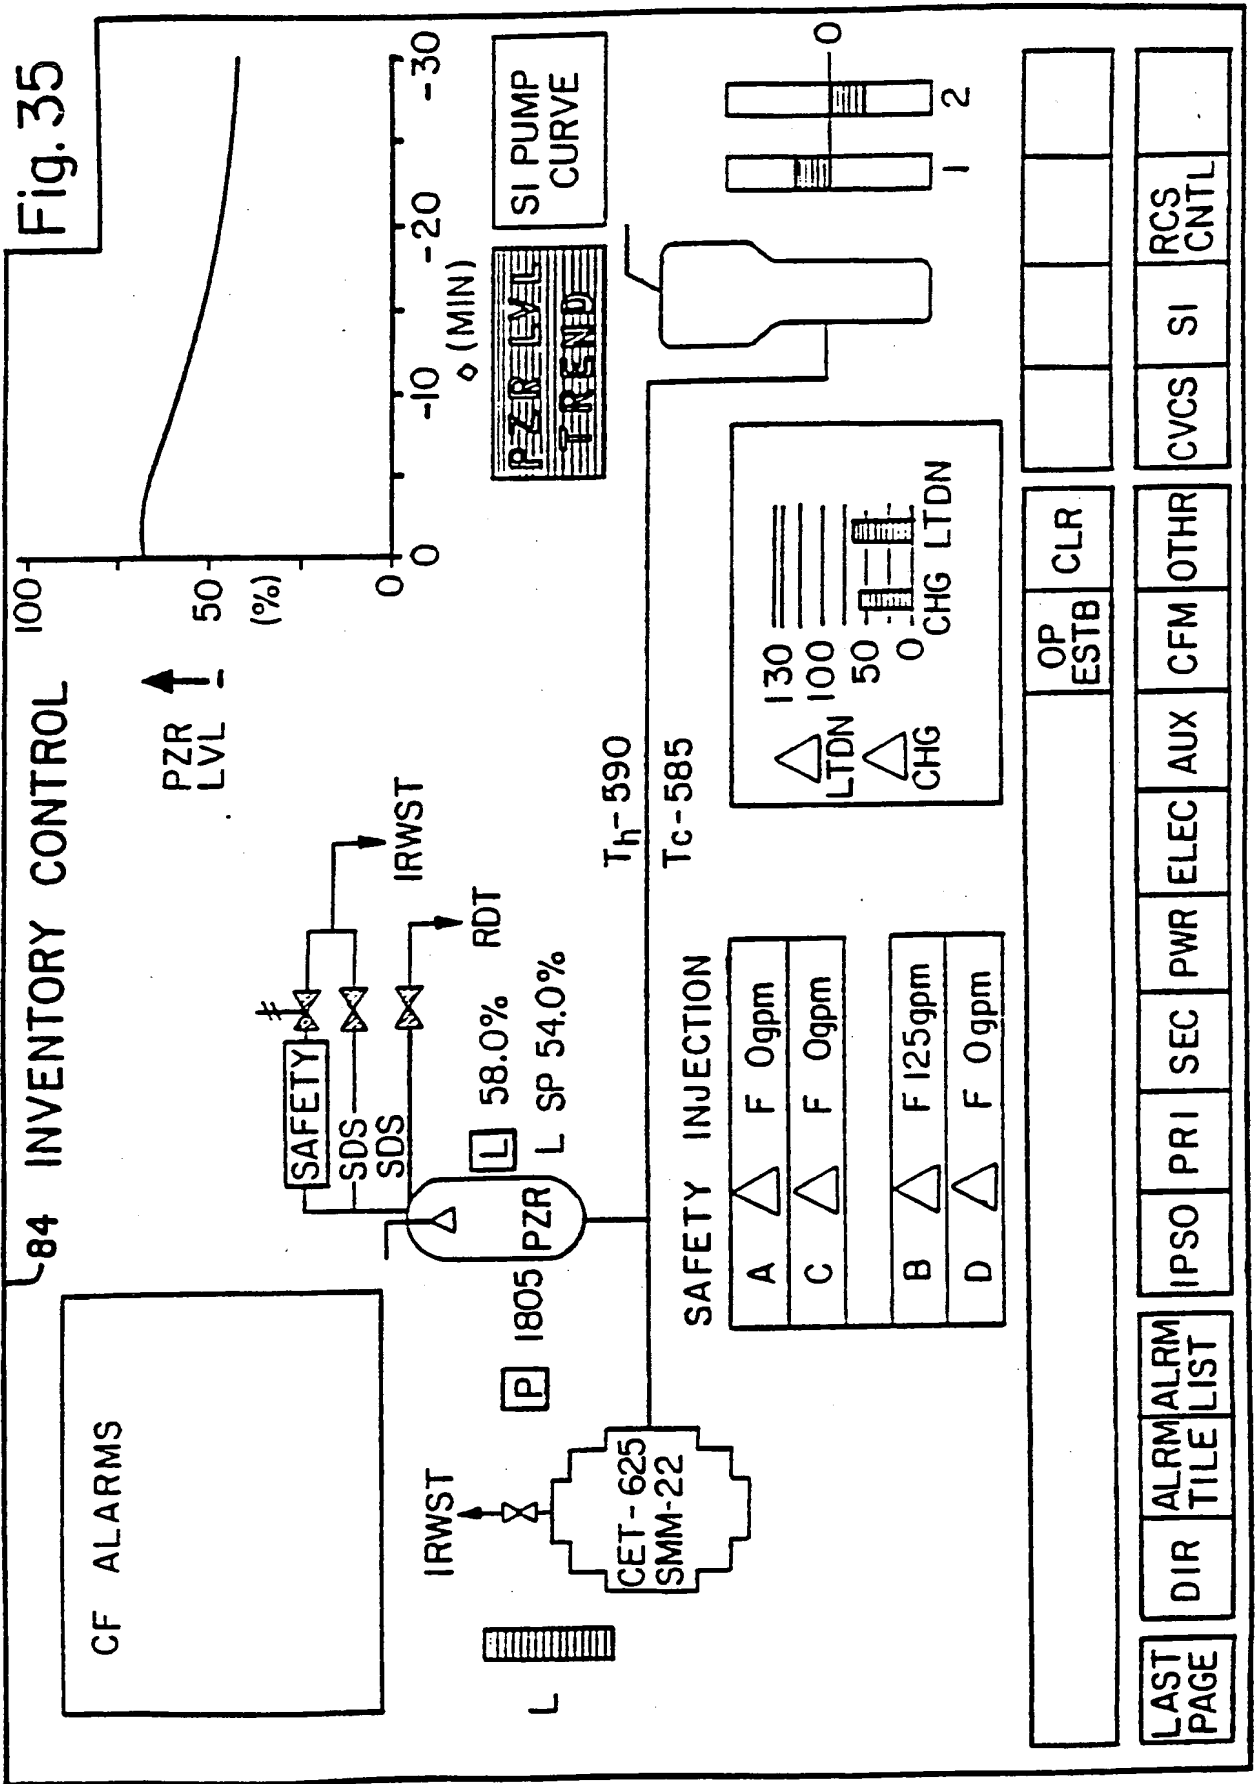 Fig. 35
84 INVENTORY CONTROL
CF ALARMS
PZR
LVL
100
50
(%)
0
0
-10
-20
-30
(MIN)
PZR LVL
TREND
SI PUMP
CURVE
SAFETY
SDS
SDS
IRWST
RDT
IRWST
P 1805
PZR
L 58.0%
L SP 54.0%
L
CET-625
SMM-22
Th-590
Tc-585
SAFETY INJECTION
A F 0gpm
C F 0gpm
B F 125gpm
D F 0gpm
LTDN
CHG
130
100
50
0
CHG LTDN
0
1
2
OP
ESTB
CLR
LAST
PAGE
DIR
ALRM
TILE
ALRM
LIST
IPSO
PRI
SEC
PWR
ELEC
AUX
CFM
OTHR
CVCS
SI
RCS
CNTL